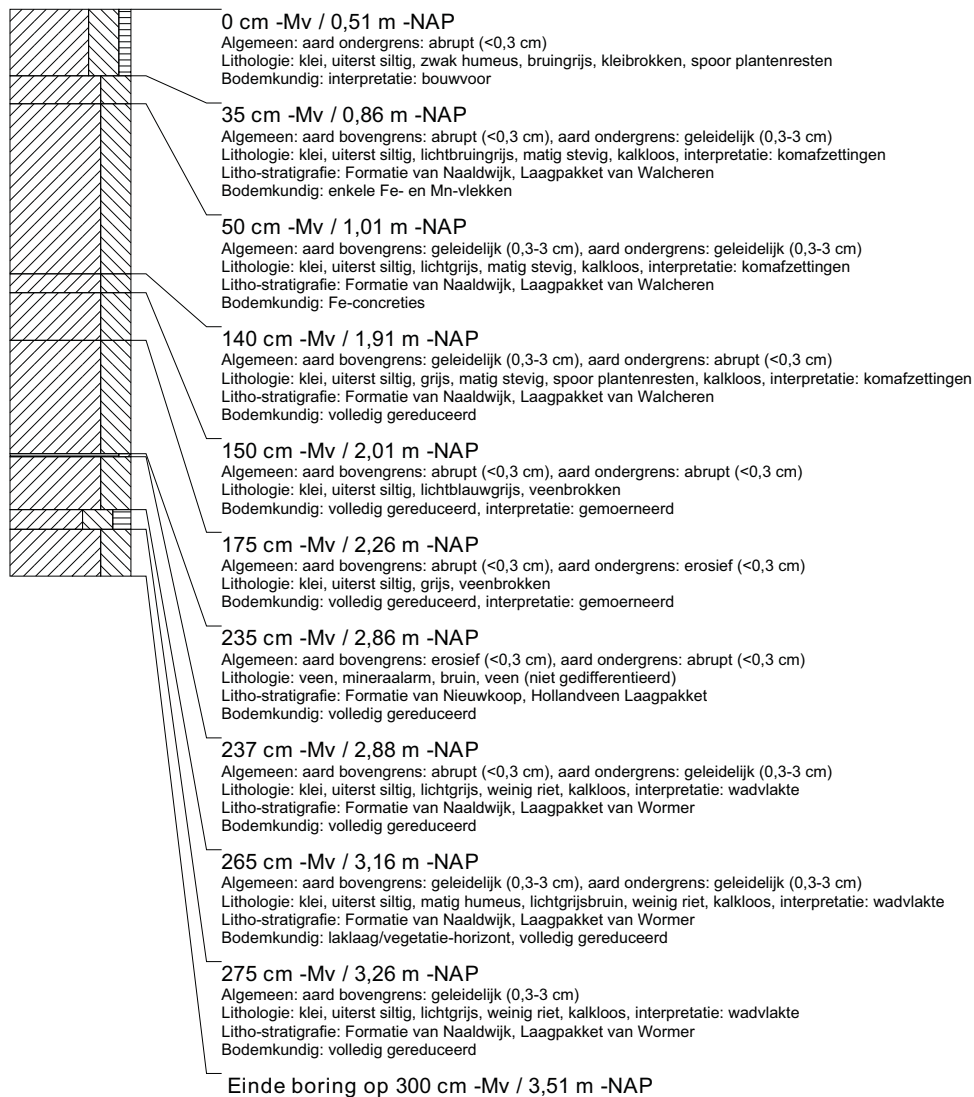 0 cm -Mv / 0,51 m -NAP
Algemeen: aard ondergrens: abrupt (<0,3 cm)
Lithologie: klei, uiterst siltig, zwak humeus, bruingrijs, kleibrokken, spoor plantenresten
Bodemkundig: interpretatie: bouwvoor
35 cm -Mv / 0,86 m -NAP
Algemeen: aard bovengrens: abrupt (<0,3 cm), aard ondergrens: geleidelijk (0,3-3 cm)
Lithologie: klei, uiterst siltig, lichtbruingrijs, matig stevig, kalkloos, interpretatie: komafzettingen
Litho-stratigrafie: Formatie van Naaldwijk, Laagpakket van Walcheren
Bodemkundig: enkele Fe- en Mn-vlekken
50 cm -Mv / 1,01 m -NAP
Algemeen: aard bovengrens: geleidelijk (0,3-3 cm), aard ondergrens: geleidelijk (0,3-3 cm)
Lithologie: klei, uiterst siltig, lichtgrijs, matig stevig, kalkloos, interpretatie: komafzettingen
Litho-stratigrafie: Formatie van Naaldwijk, Laagpakket van Walcheren
Bodemkundig: Fe-concreties
140 cm -Mv / 1,91 m -NAP
Algemeen: aard bovengrens: geleidelijk (0,3-3 cm), aard ondergrens: abrupt (<0,3 cm)
Lithologie: klei, uiterst siltig, grijs, matig stevig, spoor plantenresten, kalkloos, interpretatie: komafzettingen
Litho-stratigrafie: Formatie van Naaldwijk, Laagpakket van Walcheren
Bodemkundig: volledig gereduceerd
150 cm -Mv / 2,01 m -NAP
Algemeen: aard bovengrens: abrupt (<0,3 cm), aard ondergrens: abrupt (<0,3 cm)
Lithologie: klei, uiterst siltig, lichtblauwgrijs, veenbrokken
Bodemkundig: volledig gereduceerd, interpretatie: gemoerneerd
175 cm -Mv / 2,26 m -NAP
Algemeen: aard bovengrens: abrupt (<0,3 cm), aard ondergrens: erosief (<0,3 cm)
Lithologie: klei, uiterst siltig, grijs, veenbrokken
Bodemkundig: volledig gereduceerd, interpretatie: gemoerneerd
235 cm -Mv / 2,86 m -NAP
Algemeen: aard bovengrens: erosief (<0,3 cm), aard ondergrens: abrupt (<0,3 cm)
Lithologie: veen, mineraalarm, bruin, veen (niet gedifferentieerd)
Litho-stratigrafie: Formatie van Nieuwkoop, Hollandveen Laagpakket
Bodemkundig: volledig gereduceerd
237 cm -Mv / 2,88 m -NAP
Algemeen: aard bovengrens: abrupt (<0,3 cm), aard ondergrens: geleidelijk (0,3-3 cm)
Lithologie: klei, uiterst siltig, lichtgrijs, weinig riet, kalkloos, interpretatie: wadvlakte
Litho-stratigrafie: Formatie van Naaldwijk, Laagpakket van Wormer
Bodemkundig: volledig gereduceerd
265 cm -Mv / 3,16 m -NAP
Algemeen: aard bovengrens: geleidelijk (0,3-3 cm), aard ondergrens: geleidelijk (0,3-3 cm)
Lithologie: klei, uiterst siltig, matig humeus, lichtgrijsbruin, weinig riet, kalkloos, interpretatie: wadvlakte
Litho-stratigrafie: Formatie van Naaldwijk, Laagpakket van Wormer
Bodemkundig: laklaag/vegetatie-horizont, volledig gereduceerd
275 cm -Mv / 3,26 m -NAP
Algemeen: aard bovengrens: geleidelijk (0,3-3 cm)
Lithologie: klei, uiterst siltig, lichtgrijs, weinig riet, kalkloos, interpretatie: wadvlakte
Litho-stratigrafie: Formatie van Naaldwijk, Laagpakket van Wormer
Bodemkundig: volledig gereduceerd
Einde boring op 300 cm -Mv / 3,51 m -NAP